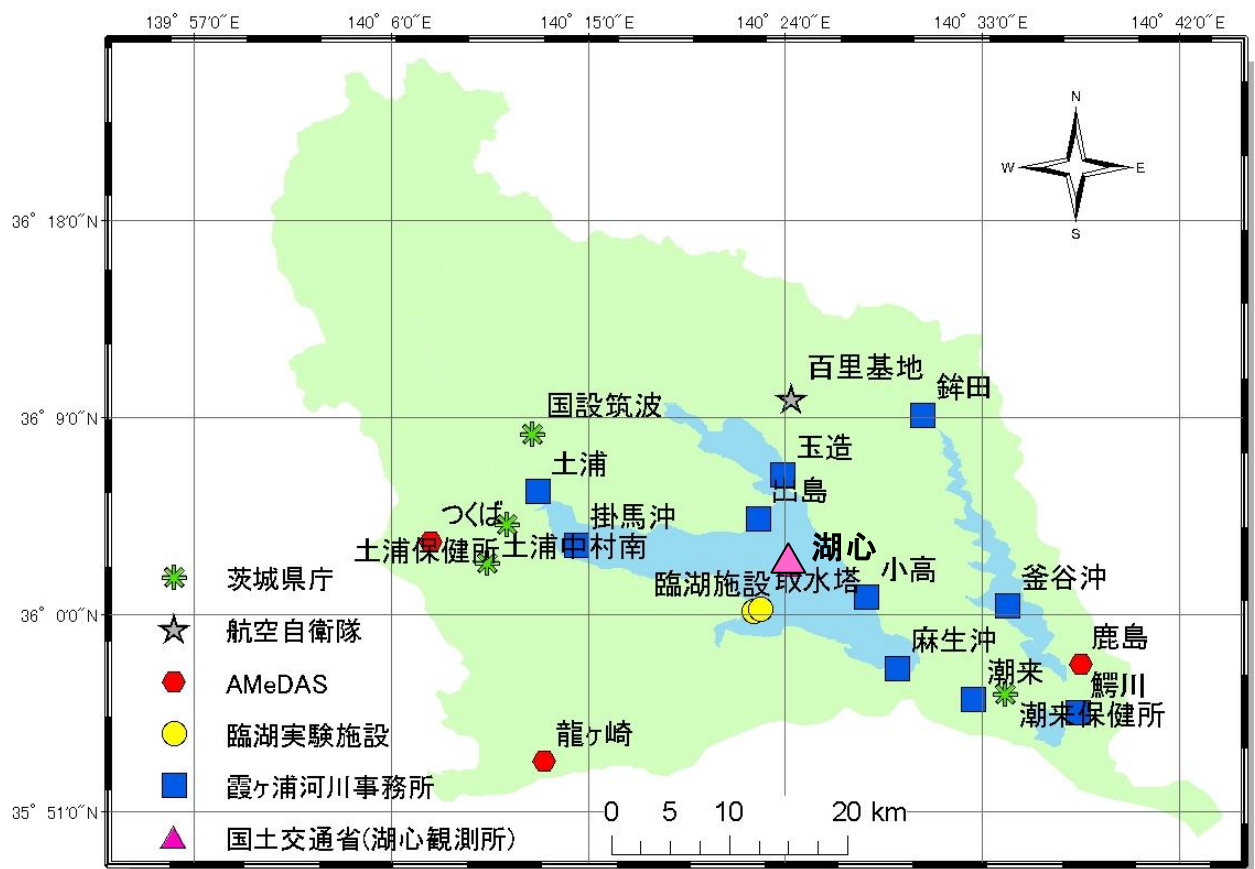 139° 57′0″E
140° 6′0″E
140° 15′0″E
140° 24′0″E
140° 33′0″E
140° 42′0″E
N
W
E
S
36° 18′0″N
36° 9′0″N
36° 0′0″N
35° 51′0″N
百里基地
鉾田
国設筑波
玉造
土浦
出島
つくば
掛馬沖
土浦保健所
土浦中村南
湖心
臨湖施設
取水塔
小高
釜谷沖
麻生沖
鹿島
潮来
鰐川
潮来保健所
龍ヶ崎
茨城県庁
航空自衛隊
AMeDAS
臨湖実験施設
霞ヶ浦河川事務所
国土交通省(湖心観測所)
0 5 10 20 km